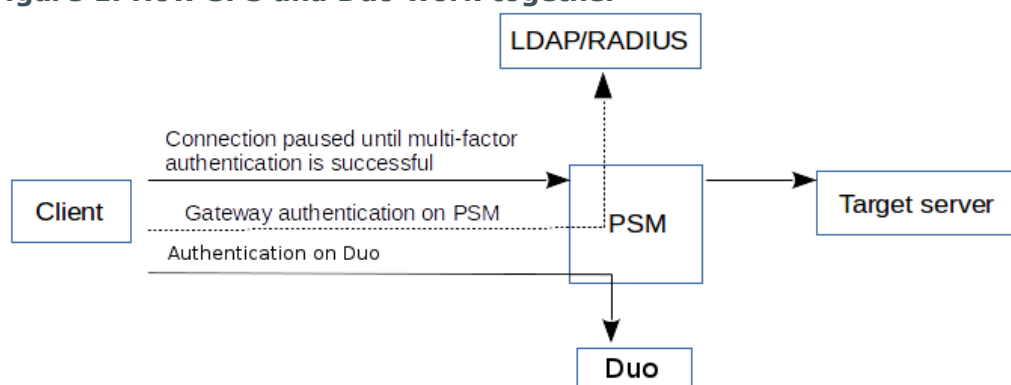 LDAP/RADIUS
Connection paused until multi-factor
authentication is successful
Client
Gateway authentication on PSM
PSM
Target server
Authentication on Duo
Duo